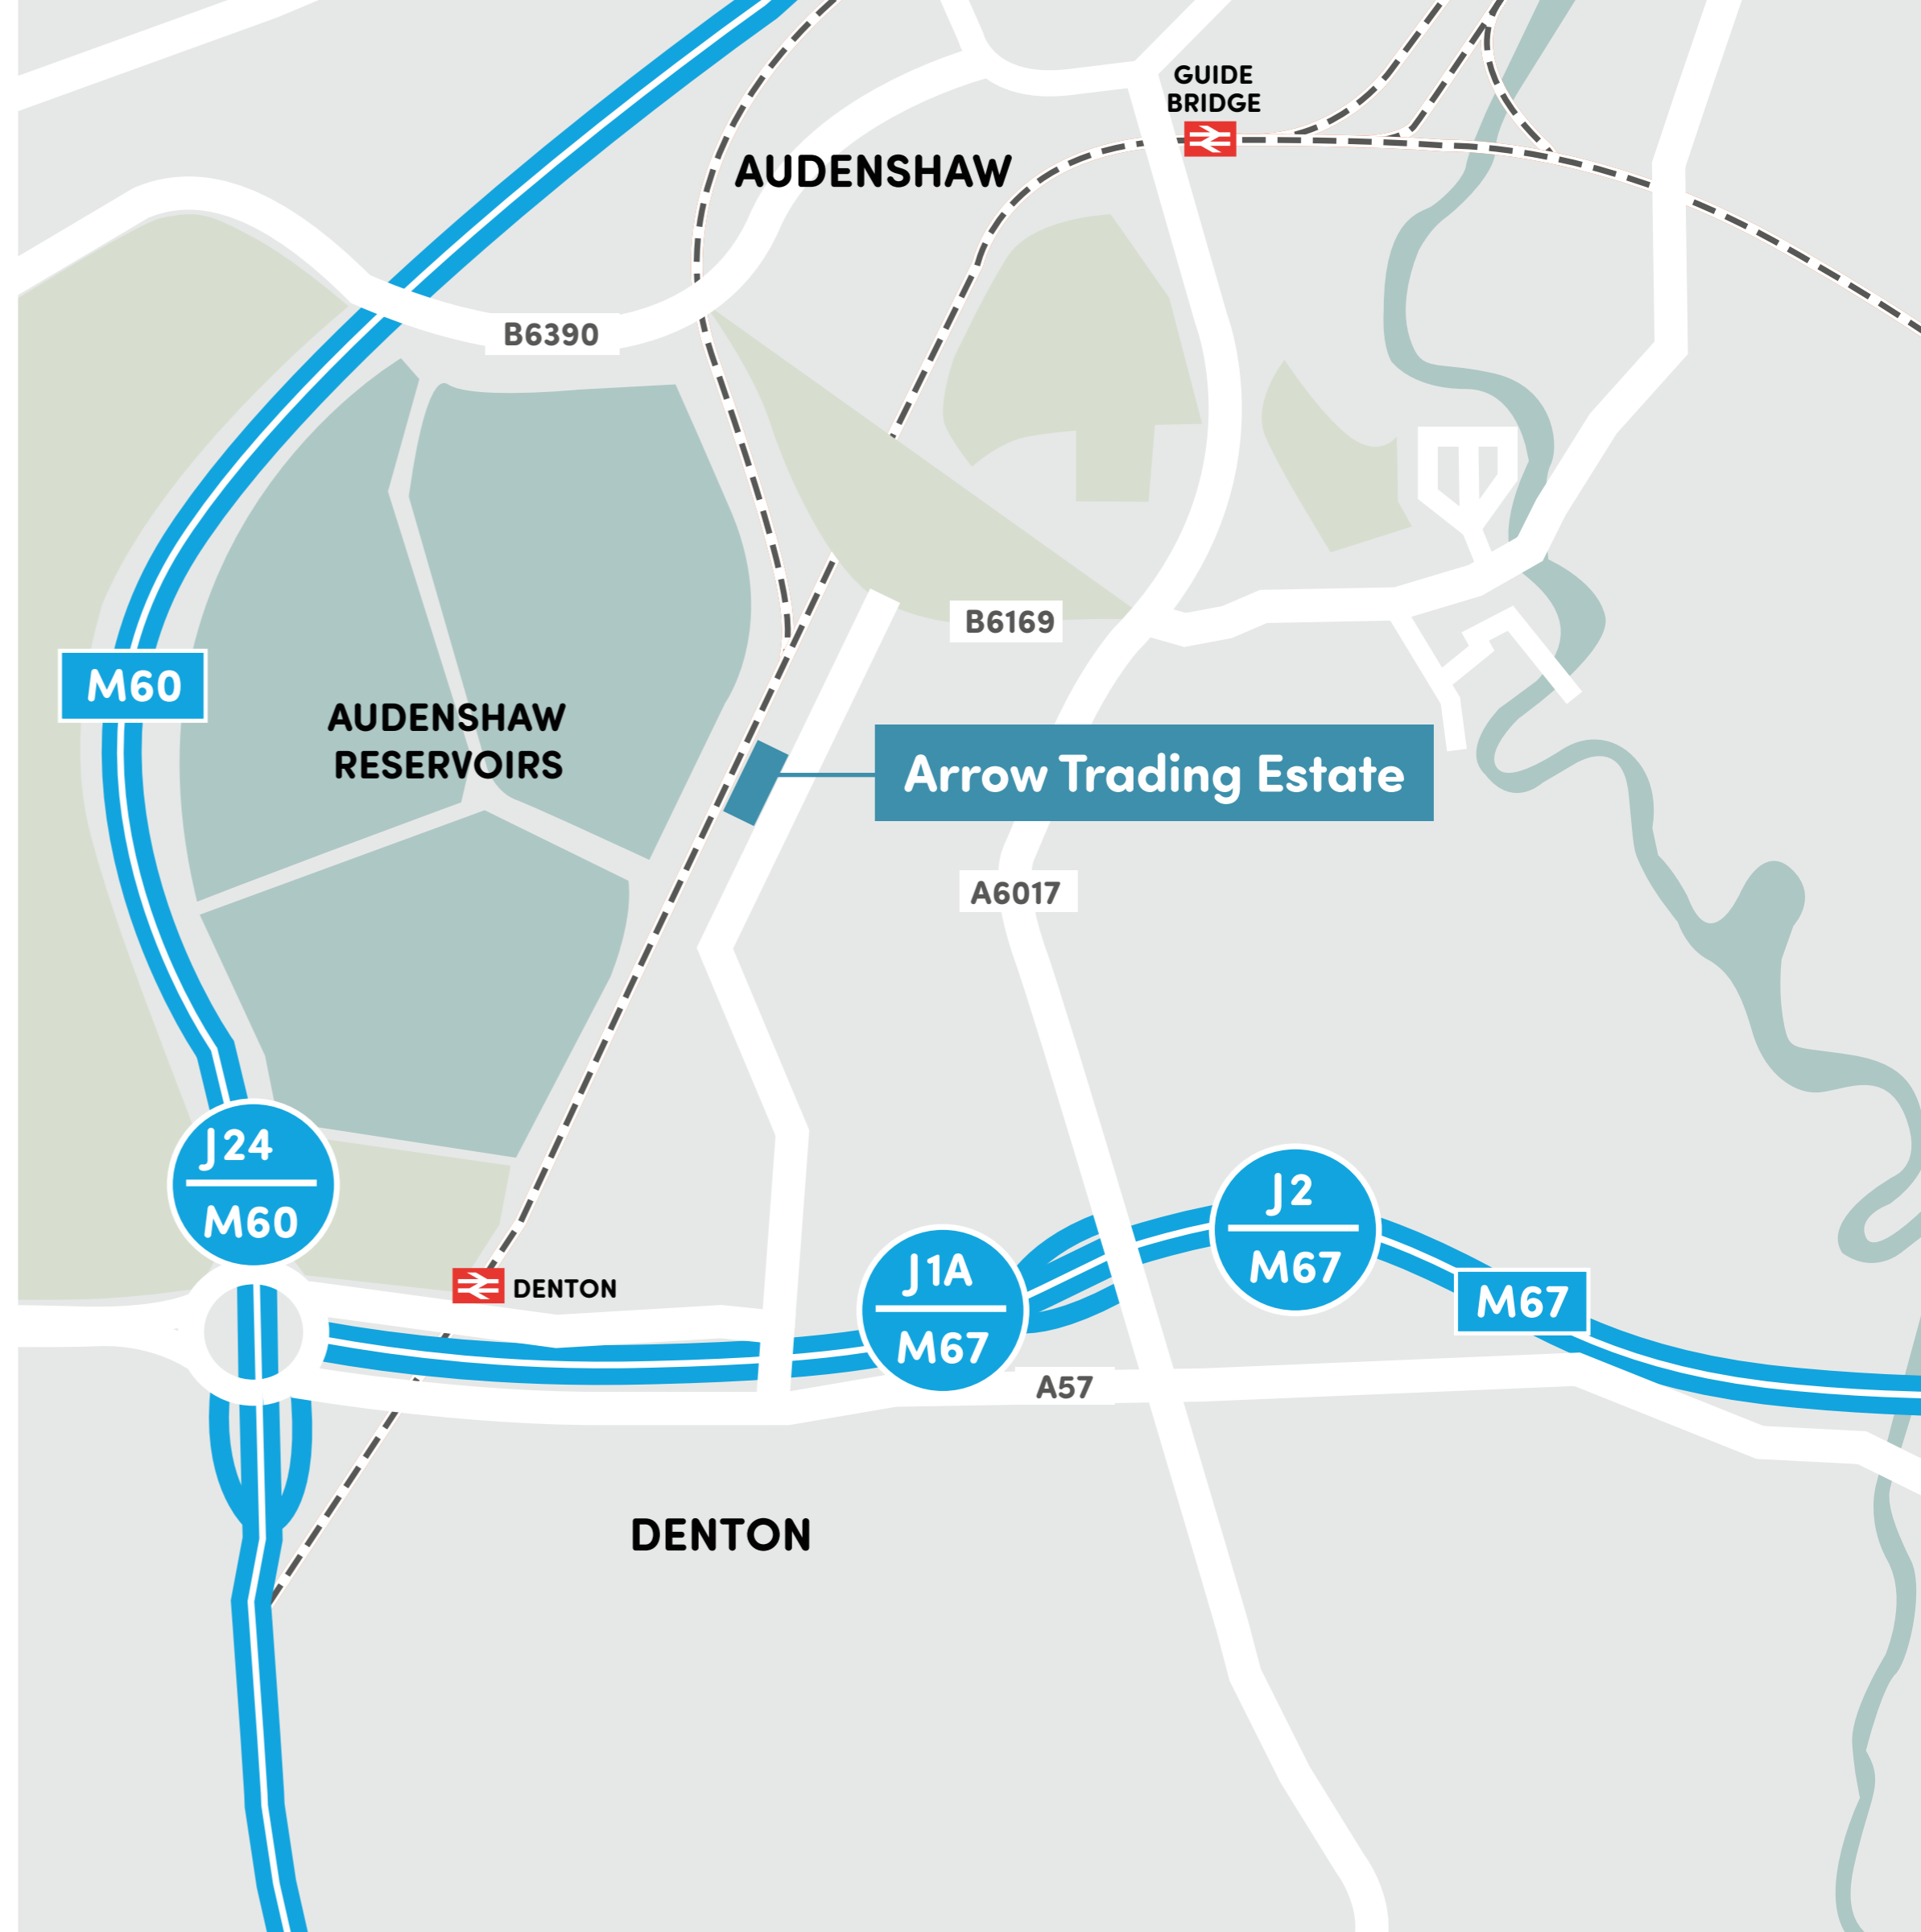 GUIDE
BRIDGE
AUDENSHAW
B6390
B6169
M60
AUDENSHAW
RESERVOIRS
Arrow Trading Estate
A6017
J24
M60
J2
M67
J1A
M67
DENTON
M67
A57
DENTON